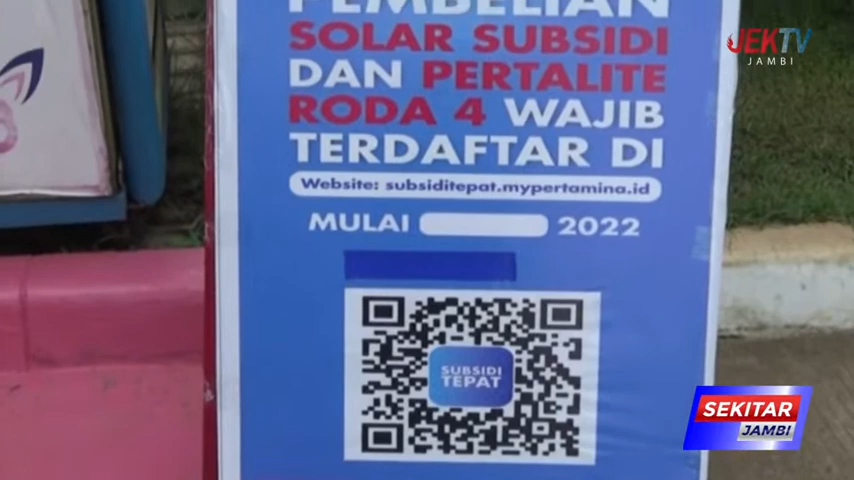 PEMBELIAN
SOLAR SUBSIDI
DAN PERTALITE
RODA 4 WAJIB
TERDAFTAR DI
Website: subsiditepat.mypertamina.id
MULAI 2022
SUBSIDI
TEPAT
JEKTV
JAMBI
SEKITAR
JAMBI